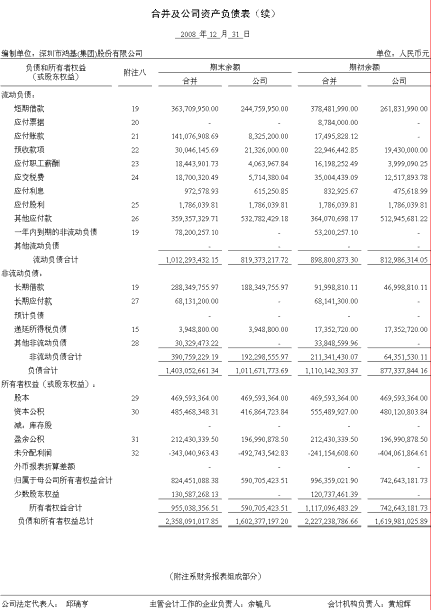 合并及公司资产负债表（续）
2008 年 12 月 31 日
编制单位：深圳市鸿基(集团)股份有限公司 单位：人民币元
负债和所有者权益（或股东权益） 附注八 期末余额 期初余额
合并 公司 合并 公司
流动负债：
短期借款 19 363,709,950.00 244,759,950.00 378,481,990.00 261,831,990.00
应付票据 20 - - 8,784,000.00 -
应付账款 21 141,076,908.69 8,325,200.00 17,495,828.12 -
预收款项 22 30,046,145.69 21,326,000.00 22,946,442.85 19,430,000.00
应付职工薪酬 23 18,443,901.73 4,063,967.84 16,198,252.49 3,999,090.25
应交税费 24 18,700,320.49 5,714,380.04 35,004,439.09 12,517,893.78
应付利息 972,578.93 615,250.85 832,925.67 475,618.99
应付股利 25 1,786,039.81 1,786,039.81 1,786,039.81 1,786,039.81
其他应付款 26 359,357,329.71 532,782,429.18 364,070,698.17 512,945,681.22
一年内到期的非流动负债 19 78,200,257.10 - 53,200,257.10 -
其他流动负债 - - - -
流动负债合计 1,012,293,432.15 819,373,217.72 898,800,873.30 812,986,314.05
非流动负债：
长期借款 19 288,349,755.97 188,349,755.97 91,998,810.11 46,998,810.11
长期应付款 27 68,131,200.00 - 68,141,300.00 -
预计负债 - - - -
递延所得税负债 15 3,948,800.00 3,948,800.00 17,352,720.00 17,352,720.00
其他非流动负债 28 30,329,473.22 - 33,848,599.96 -
非流动负债合计 390,759,229.19 192,298,555.97 211,341,430.07 64,351,530.11
负债合计 1,403,052,661.34 1,011,671,773.69 1,110,142,303.37 877,337,844.16
所有者权益（或股东权益）：
股本 29 469,593,364.00 469,593,364.00 469,593,364.00 469,593,364.00
资本公积 30 485,468,348.31 416,864,723.84 555,489,927.00 480,120,803.84
减：库存股 - - - -
盈余公积 31 212,430,339.50 196,990,878.50 212,430,339.50 196,990,878.50
未分配利润 32 -343,040,963.43 -492,743,542.83 -241,154,608.60 -404,061,864.61
外币报表折算差额 - - - -
归属于母公司所有者权益合计 824,451,088.38 590,705,423.51 996,359,021.90 742,643,181.73
少数股东权益 130,587,268.13 - 120,737,461.39 -
所有者权益合计 955,038,356.51 590,705,423.51 1,117,096,483.29 742,643,181.73
负债和所有者权益总计 2,358,091,017.85 1,602,377,197.20 2,227,238,786.66 1,619,981,025.89
（附注系财务报表组成部分）
公司法定代表人： 邱瑞亨 主管会计工作的企业负责人：余毓凡 会计机构负责人：黄旭辉